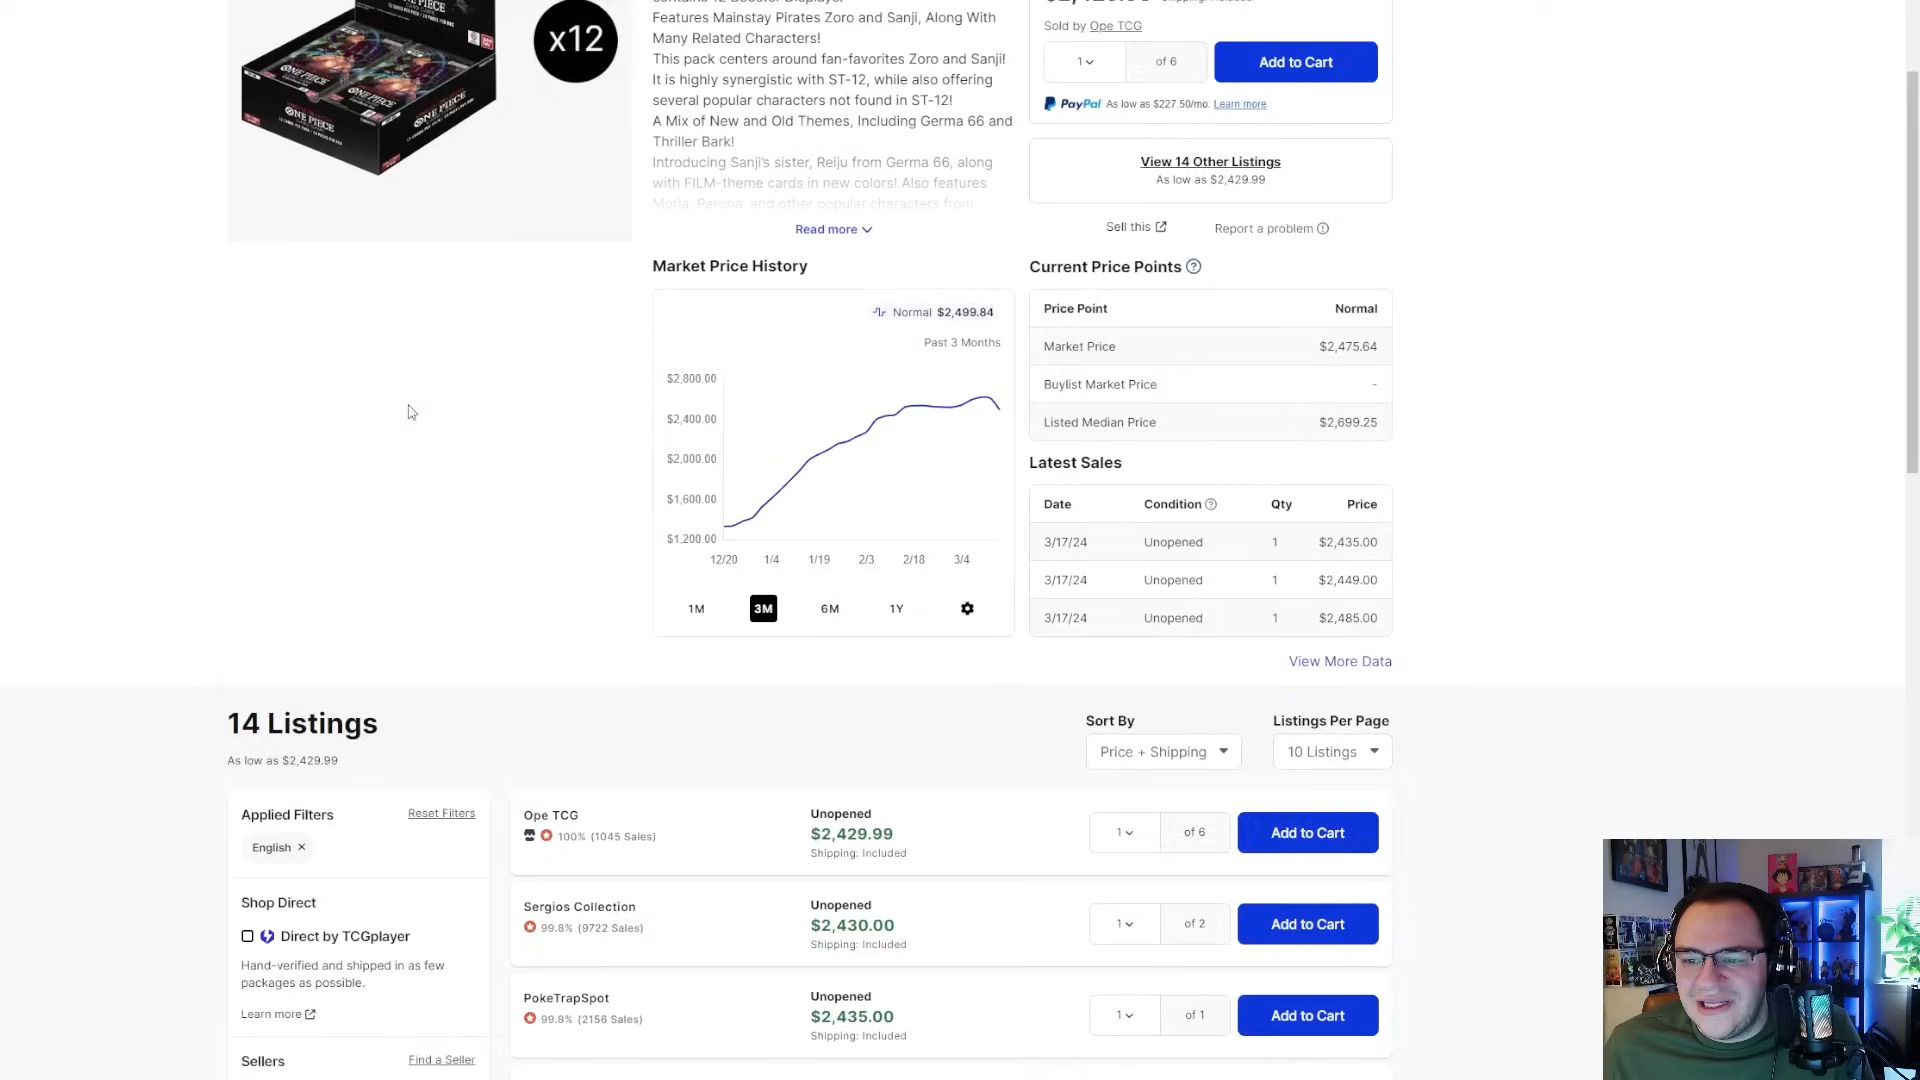 x12
Features Mainstay Pirates Zoro and Sanji, Along With
Many Related Characters!
This pack centers around fan-favorites Zoro and Sanji!
It is highly synergistic with ST-12, while also offering
several popular characters not found in ST-12!
A Mix of New and Old Themes, Including Germa 66 and
Thriller Bark!
Introducing Sanji's sister, Reiju from Germa 66, along
with FILM-theme cards in new colors! Also features
Moria, Perona, and other popular characters from
Read more
Sold by Ope TCG
1
of 6
Add to Cart
PayPal As low as $227.50/mo. Learn more
View 14 Other Listings
As low as $2,429.99
Sell this
Report a problem
ONE PIECE
ONE PIECE
ONE PIECE
ONE PIECE
Market Price History
Normal $2,499.84
Past 3 Months
$2,800.00
$2,400.00
$2,000.00
$1,600.00
$1,200.00
12/20 1/4 1/19 2/3 2/18 3/4
1M 3M 6M 1Y
Current Price Points
Price Point Normal
Market Price $2,475.64
Buylist Market Price -
Listed Median Price $2,699.25
Latest Sales
Date Condition Qty Price
3/17/24 Unopened 1 $2,435.00
3/17/24 Unopened 1 $2,449.00
3/17/24 Unopened 1 $2,485.00
View More Data
14 Listings
As low as $2,429.99
Sort By
Price + Shipping
Listings Per Page
10 Listings
Applied Filters
Reset Filters
English ×
Shop Direct
Direct by TCGplayer
Hand-verified and shipped in as few
packages as possible.
Learn more
Sellers
Find a Seller
Ope TCG
100% (1045 Sales)
Unopened
$2,429.99
Shipping: Included
1
of 6
Add to Cart
Sergios Collection
99.8% (9722 Sales)
Unopened
$2,430.00
Shipping: Included
1
of 2
Add to Cart
PokeTrapSpot
99.8% (2156 Sales)
Unopened
$2,435.00
Shipping: Included
1
of 1
Add to Cart